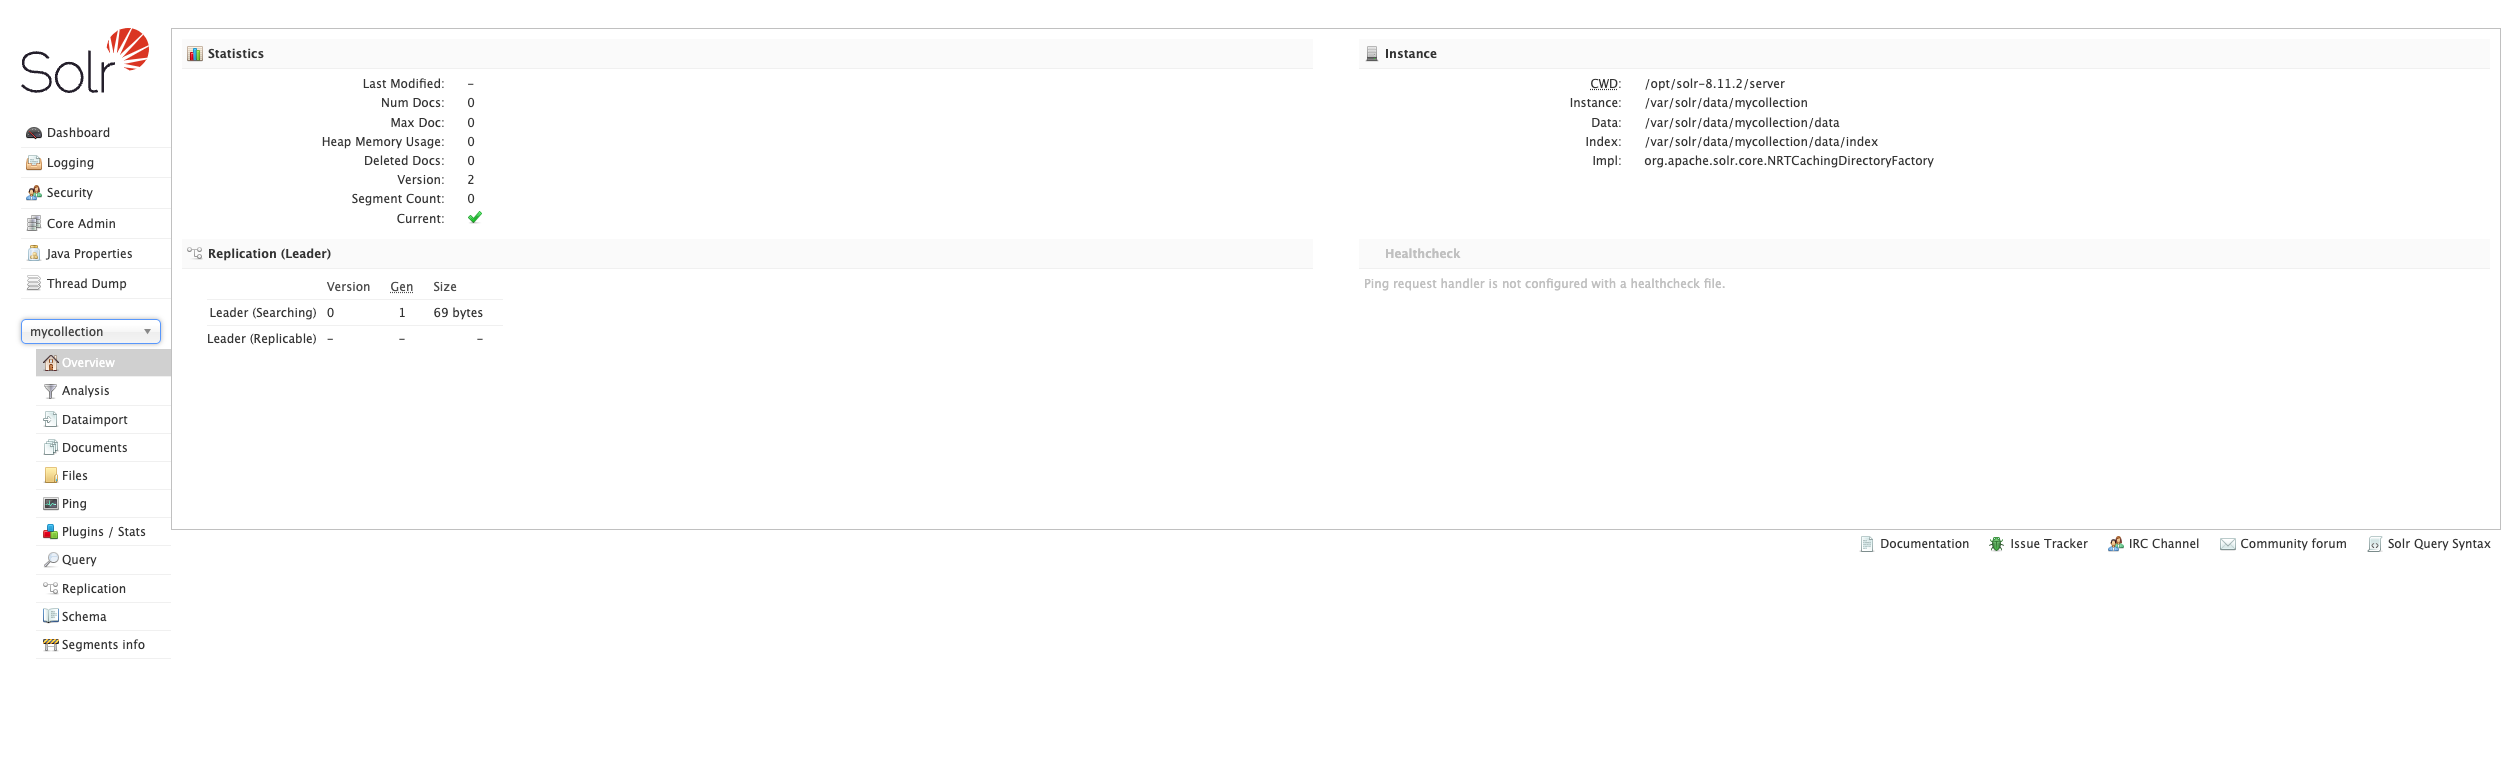 Solr
Dashboard
Logging
Security
Core Admin
Java Properties
Thread Dump
mycollection
Overview
Analysis
Dataimport
Documents
Files
Ping
Plugins / Stats
Query
Replication
Schema
Segments info
Statistics
Last Modified: –
Num Docs: 0
Max Doc: 0
Heap Memory Usage: 0
Deleted Docs: 0
Version: 2
Segment Count: 0
Current:
Replication (Leader)
Version Gen Size
Leader (Searching) 0 1 69 bytes
Leader (Replicable) – – –
Instance
CWD: /opt/solr-8.11.2/server
Instance: /var/solr/data/mycollection
Data: /var/solr/data/mycollection/data
Index: /var/solr/data/mycollection/data/index
Impl: org.apache.solr.core.NRTCachingDirectoryFactory
Healthcheck
Ping request handler is not configured with a healthcheck file.
Documentation Issue Tracker IRC Channel Community forum Solr Query Syntax